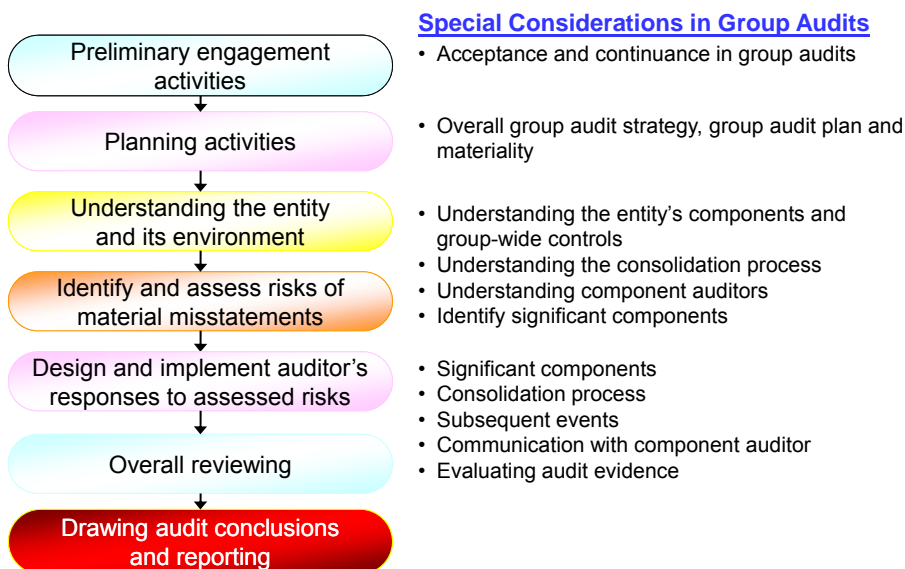 Special Considerations in Group Audits
Preliminary engagement
activities
• Acceptance and continuance in group audits
Planning activities
• Overall group audit strategy, group audit plan and
materiality
Understanding the entity
and its environment
• Understanding the entity's components and
group-wide controls
• Understanding the consolidation process
Identify and assess risks of
material misstatements
• Understanding component auditors
• Identify significant components
Design and implement auditor's
responses to assessed risks
• Significant components
• Consolidation process
• Subsequent events
• Communication with component auditor
• Evaluating audit evidence
Overall reviewing
Drawing audit conclusions
and reporting